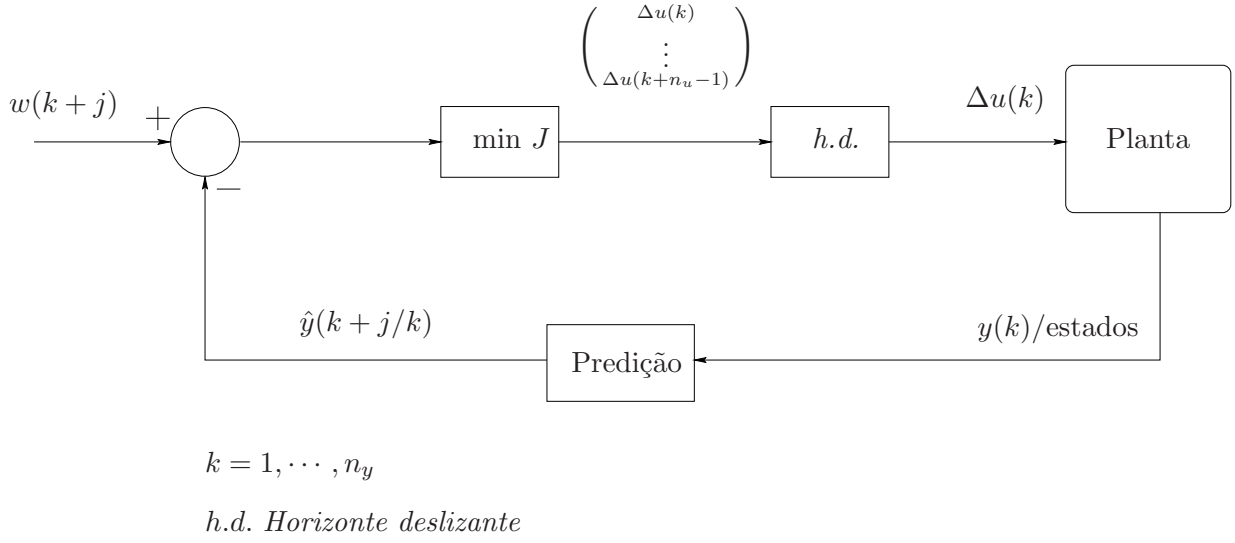 Δu(k)
⋮
Δu(k+n_u−1)
w(k + j)
+
−
min J
h.d.
Δu(k)
Planta
ŷ(k + j/k)
Predição
y(k)/estados
k = 1, ⋯ , n_y
h.d. Horizonte deslizante